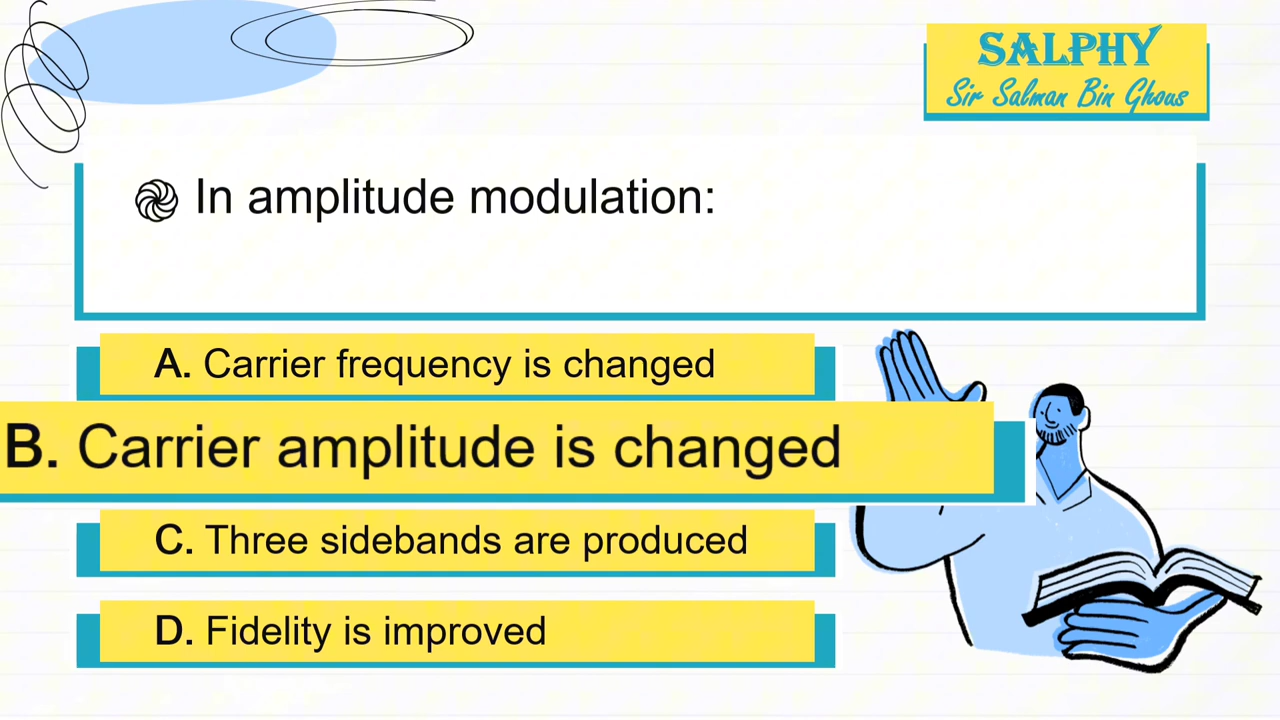 SALPHY
Sir Salman Bin Ghous
In amplitude modulation:
A. Carrier frequency is changed
B. Carrier amplitude is changed
C. Three sidebands are produced
D. Fidelity is improved